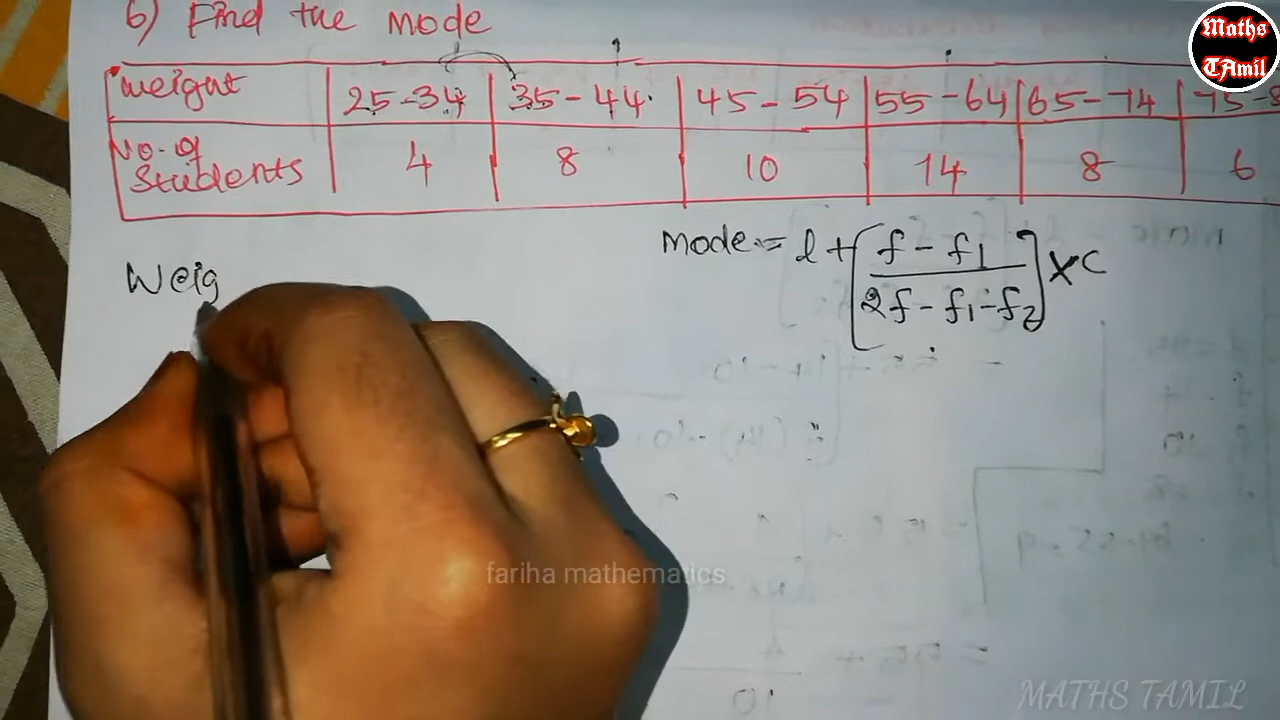 6) Find the mode
Maths
TAmil
Weight 25-34 35-44 45-54 55-64 65-74
No. of Students 4 8 10 14 8 6
Mode = l + [f - f1 / 2f - f1 - f2] x c
Weig
fariha mathematics
MATHS TAMIL